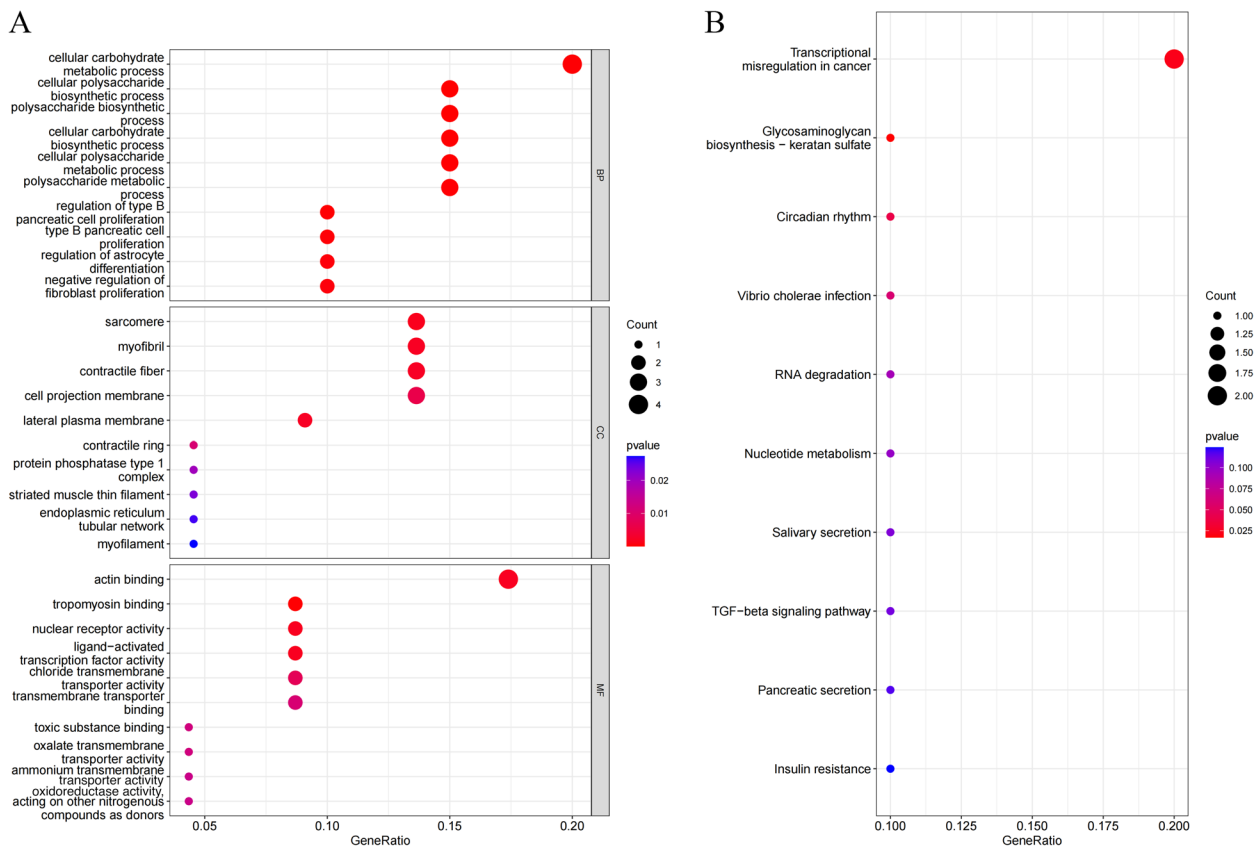 A
cellular carbohydrate
metabolic process
cellular polysaccharide
biosynthetic process
polysaccharide biosynthetic
process
cellular carbohydrate
biosynthetic process
cellular polysaccharide
metabolic process
polysaccharide metabolic
process
regulation of type B
pancreatic cell proliferation
type B pancreatic cell
proliferation
regulation of astrocyte
differentiation
negative regulation of
fibroblast proliferation
BP
sarcomere
myofibril
contractile fiber
cell projection membrane
lateral plasma membrane
contractile ring
protein phosphatase type 1
complex
striated muscle thin filament
endoplasmic reticulum
tubular network
myofilament
CC
actin binding
tropomyosin binding
nuclear receptor activity
ligand−activated
transcription factor activity
chloride transmembrane
transporter activity
transmembrane transporter
binding
toxic substance binding
oxalate transmembrane
transporter activity
ammonium transmembrane
transporter activity
oxidoreductase activity,
acting on other nitrogenous
compounds as donors
MF
0.05 0.10 0.15 0.20
GeneRatio
Count
1
2
3
4
pvalue
0.02
0.01
B
Transcriptional
misregulation in cancer
Glycosaminoglycan
biosynthesis − keratan sulfate
Circadian rhythm
Vibrio cholerae infection
RNA degradation
Nucleotide metabolism
Salivary secretion
TGF−beta signaling pathway
Pancreatic secretion
Insulin resistance
0.100 0.125 0.150 0.175 0.200
GeneRatio
Count
1.00
1.25
1.50
1.75
2.00
pvalue
0.100
0.075
0.050
0.025